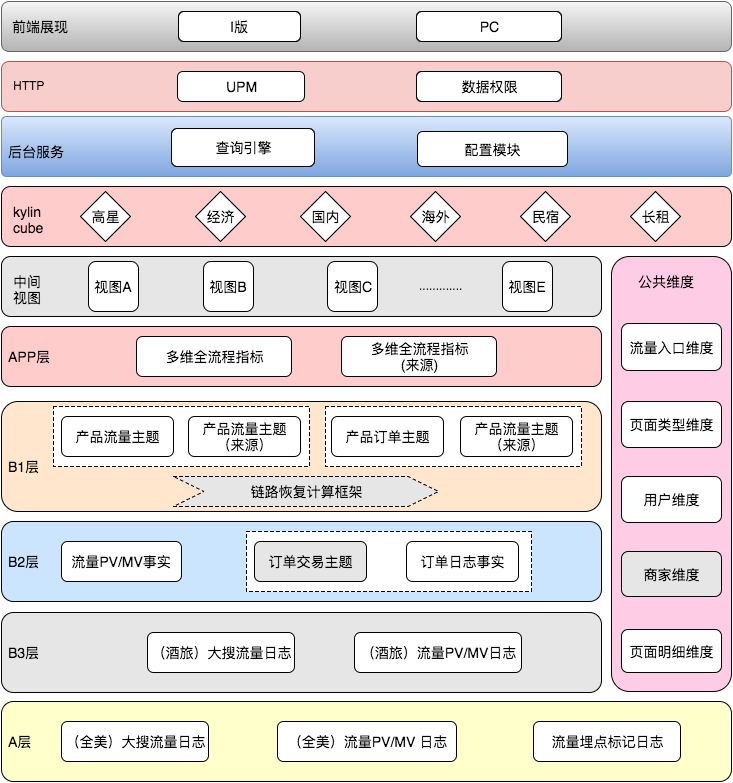 前端展现
I版
PC
HTTP
UPM
数据权限
后台服务
查询引擎
配置模块
kylin
cube
高星
经济
国内
海外
民宿
长租
中间
视图
视图A
视图B
视图C
.............
视图E
公共维度
流量入口维度
页面类型维度
用户维度
商家维度
页面明细维度
APP层
多维全流程指标
多维全流程指标
(来源)
B1层
产品流量主题
产品流量主题
（来源）
产品订单主题
产品流量主题
（来源）
链路恢复计算框架
B2层
流量PV/MV事实
订单交易主题
订单日志事实
B3层
（酒旅）大搜流量日志
（酒旅）流量PV/MV日志
A层
（全美）大搜流量日志
（全美）流量PV/MV 日志
流量埋点标记日志